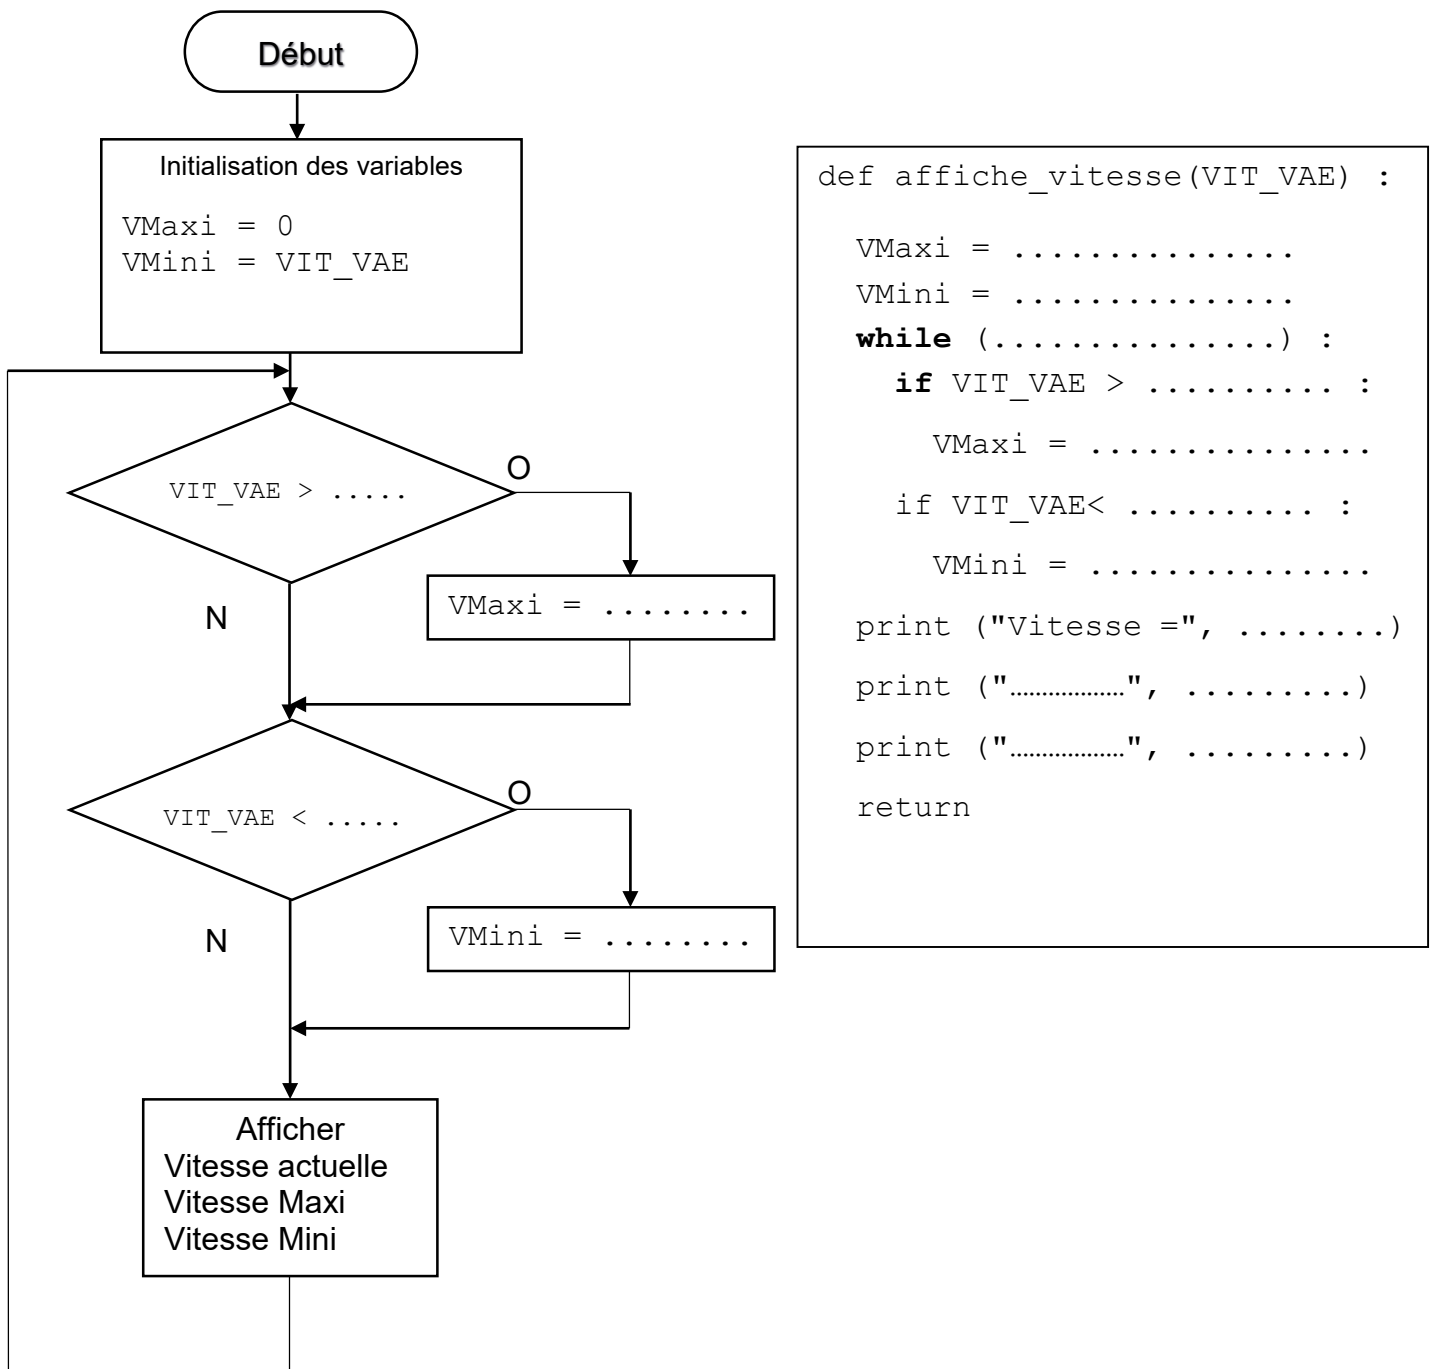 Début
Initialisation des variables
VMaxi = 0
VMini = VIT_VAE
VIT_VAE > .....
O
VMaxi = ........
N
VIT_VAE < .....
O
VMini = ........
N
Afficher
Vitesse actuelle
Vitesse Maxi
Vitesse Mini
def affiche_vitesse(VIT_VAE) :
VMaxi = ...............
VMini = ...............
while (...............) :
if VIT_VAE > .......... :
VMaxi = ...............
if VIT_VAE< .......... :
VMini = ...............
print ("Vitesse =", ........)
print ("………………", .........)
print ("………………", .........)
return